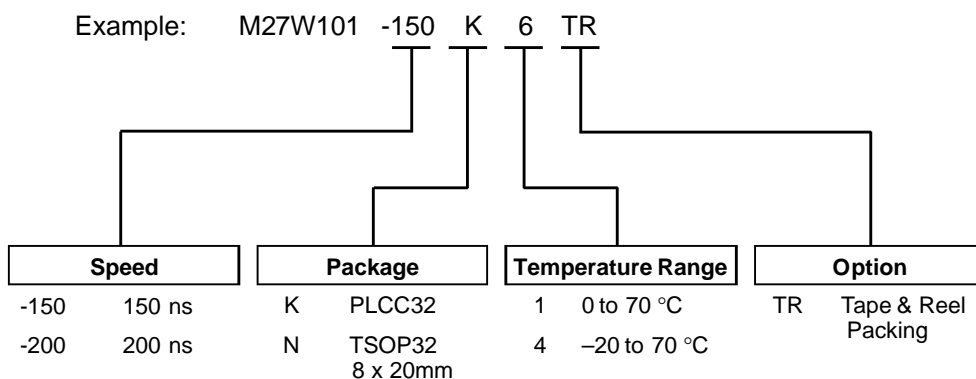 Example: M27W101 -150 K 6 TR
Speed Package Temperature Range Option
-150 150 ns K PLCC32 1 0 to 70 °C TR Tape & Reel
Packing
-200 200 ns N TSOP32 4 –20 to 70 °C
8 x 20mm